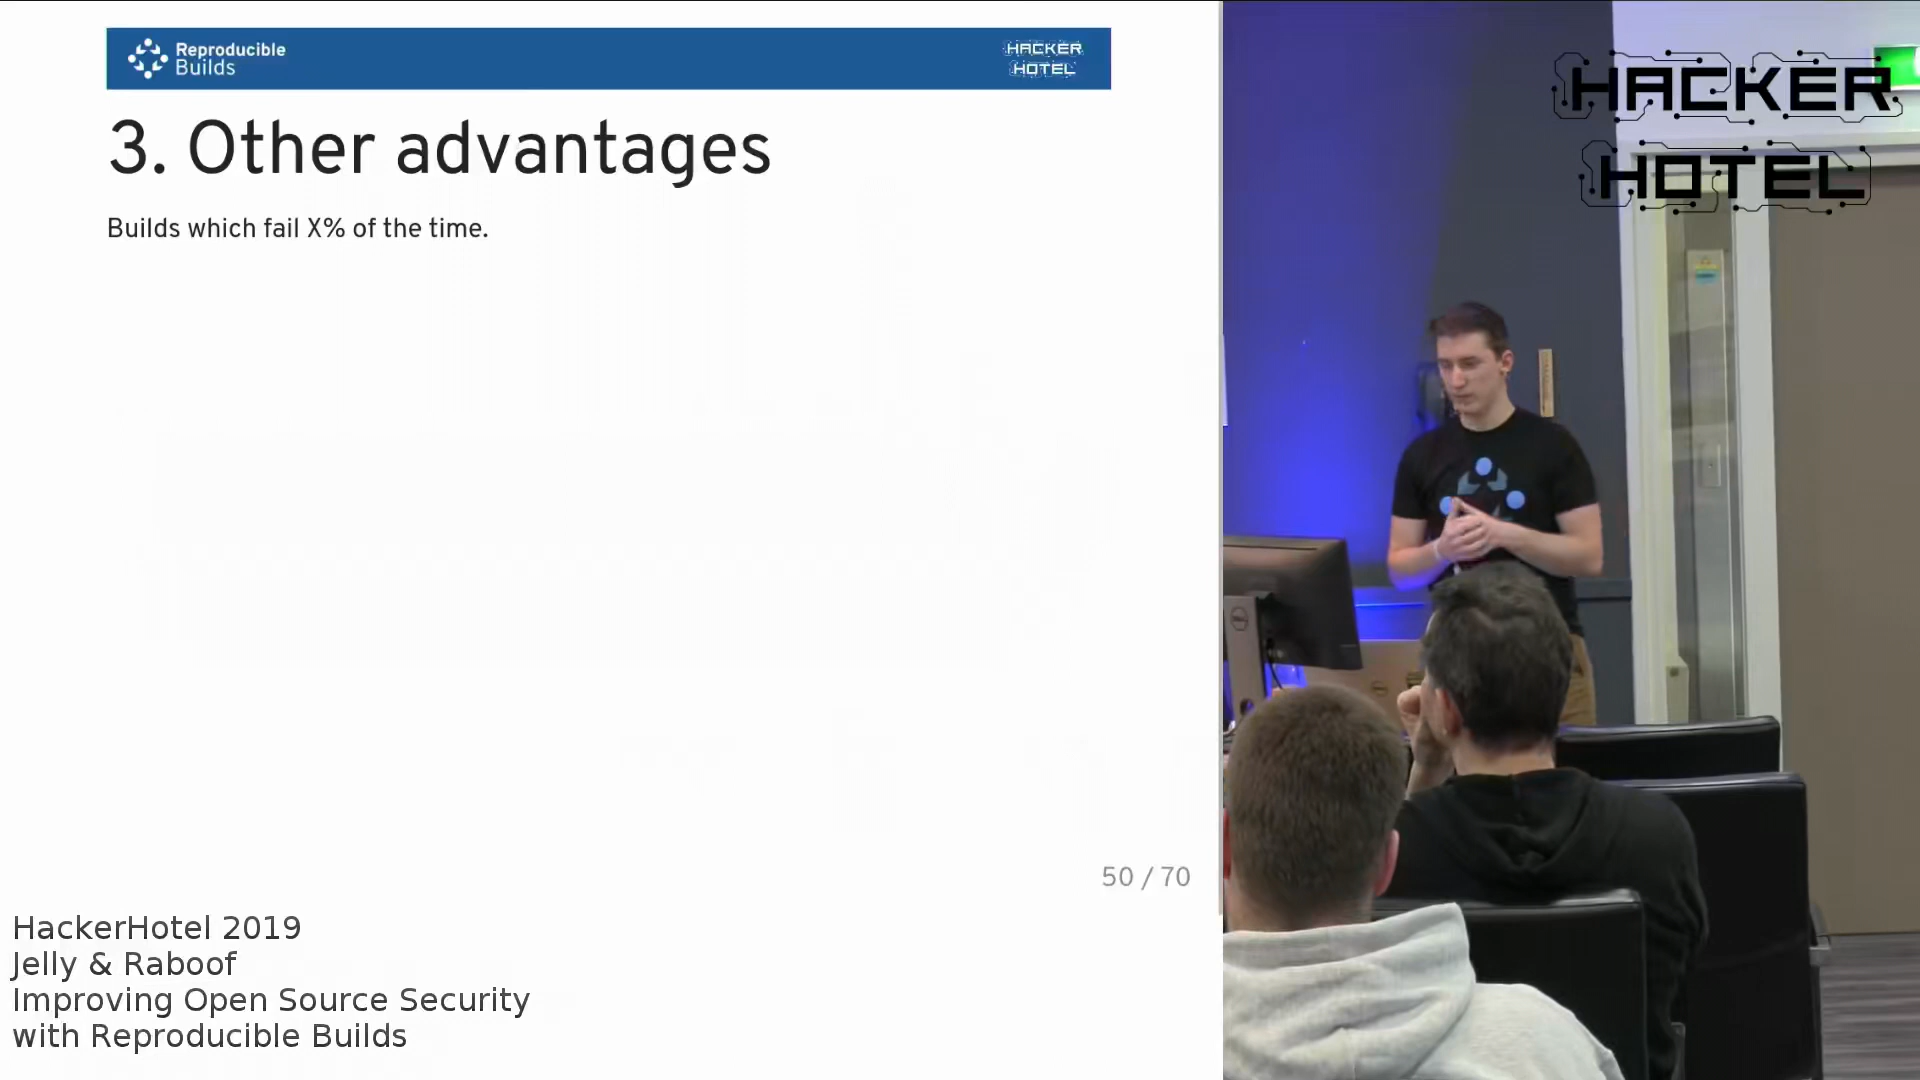 Reproducible
Builds
HACKER
HOTEL
3. Other advantages
Builds which fail X% of the time.
50 / 70
HackerHotel 2019
Jelly & Raboof
Improving Open Source Security
with Reproducible Builds
HACKER
HOTEL
DELL